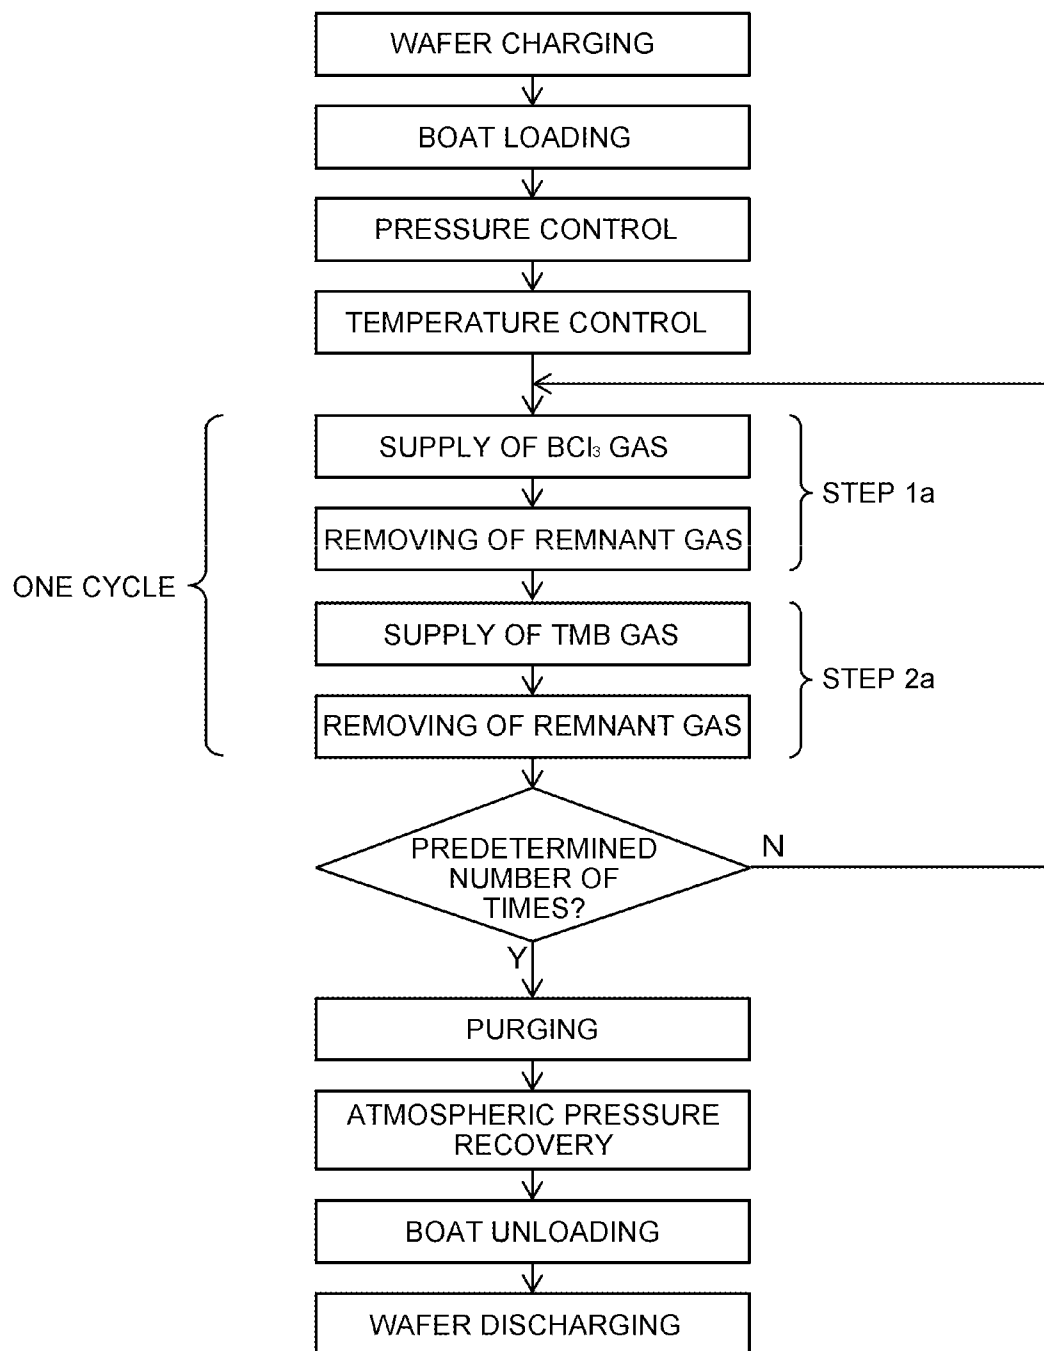 WAFER CHARGING
BOAT LOADING
PRESSURE CONTROL
TEMPERATURE CONTROL
SUPPLY OF BCl₃ GAS
STEP 1a
REMOVING OF REMNANT GAS
ONE CYCLE
SUPPLY OF TMB GAS
STEP 2a
REMOVING OF REMNANT GAS
PREDETERMINED
NUMBER OF
TIMES?
N
Y
PURGING
ATMOSPHERIC PRESSURE
RECOVERY
BOAT UNLOADING
WAFER DISCHARGING